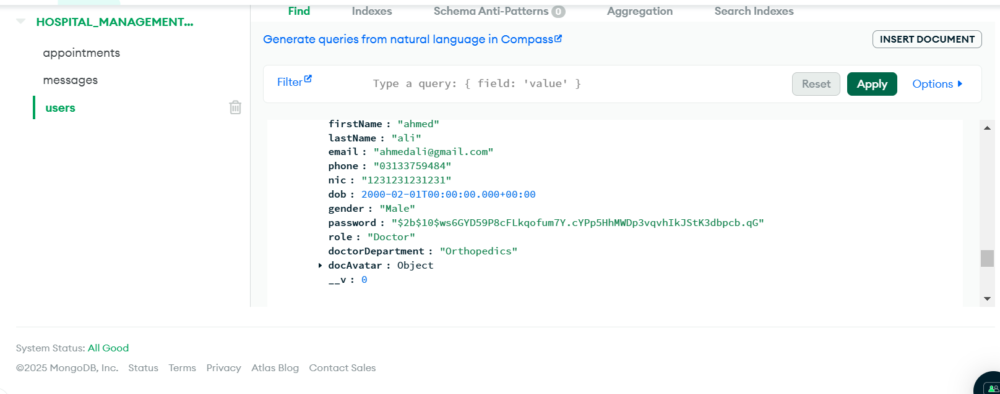 Find Indexes Schema Anti-Patterns 0 Aggregation Search Indexes
HOSPITAL_MANAGEMENT...
appointments
messages
users
Generate queries from natural language in Compass
INSERT DOCUMENT
Filter Type a query: { field: 'value' } Reset Apply Options
firstName : "ahmed"
lastName : "ali"
email : "ahmedali@gmail.com"
phone : "03133759484"
nic : "1231231231231"
dob : 2000-02-01T00:00:00.000+00:00
gender : "Male"
password : "$2b$10$ws6GYD59P8cFLkqofum7Y.cYPp5HhMWDp3vqvhIkJStK3dbpcb.qG"
role : "Doctor"
doctorDepartment : "Orthopedics"
docAvatar : Object
__v : 0
System Status: All Good
©2025 MongoDB, Inc. Status Terms Privacy Atlas Blog Contact Sales